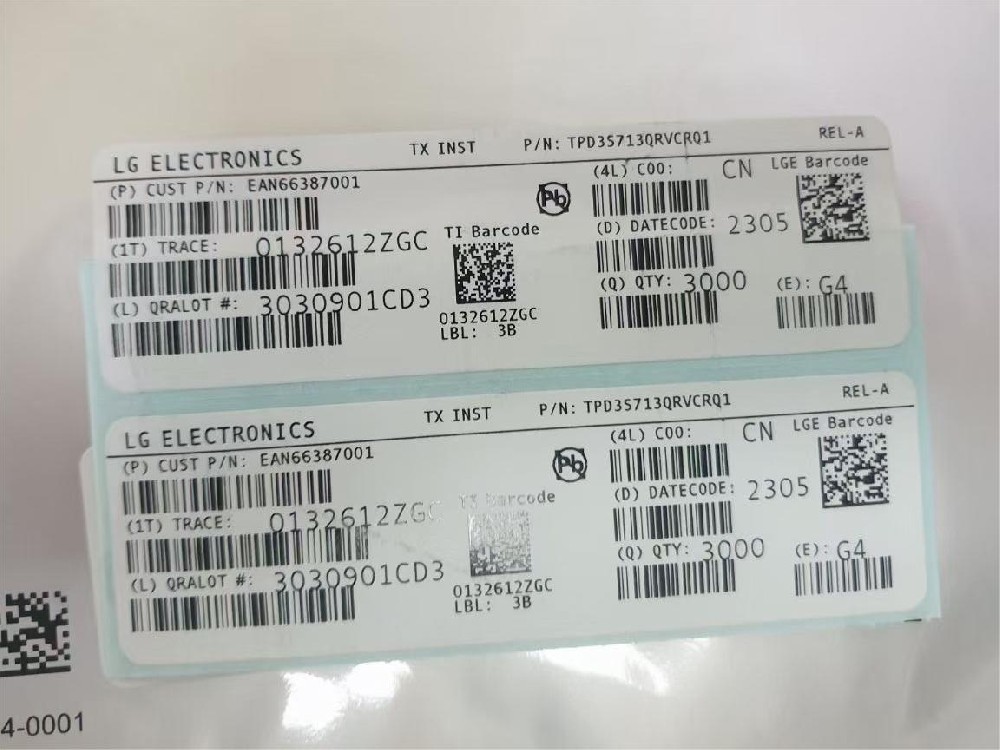 LG ELECTRONICS TX INST P/N: TPD3S713QRVCRQ1 REL-A
(P) CUST P/N: EAN66387001
(4L) COO: CN LGE Barcode
Pb
(1T) TRACE: 0132612ZGC
TI Barcode
(D) DATECODE: 2305
(L) QRALOT #: 3030901CD3
(Q) QTY: 3000 (E): G4
0132612ZGC
LBL: 3B
LG ELECTRONICS TX INST P/N: TPD3S713QRVCRQ1 REL-A
(P) CUST P/N: EAN66387001
(4L) COO: CN LGE Barcode
Pb
(1T) TRACE: 0132612ZGC
TI Barcode
(D) DATECODE: 2305
(L) QRALOT #: 3030901CD3
(Q) QTY: 3000 (E): G4
0132612ZGC
LBL: 3B
4-0001